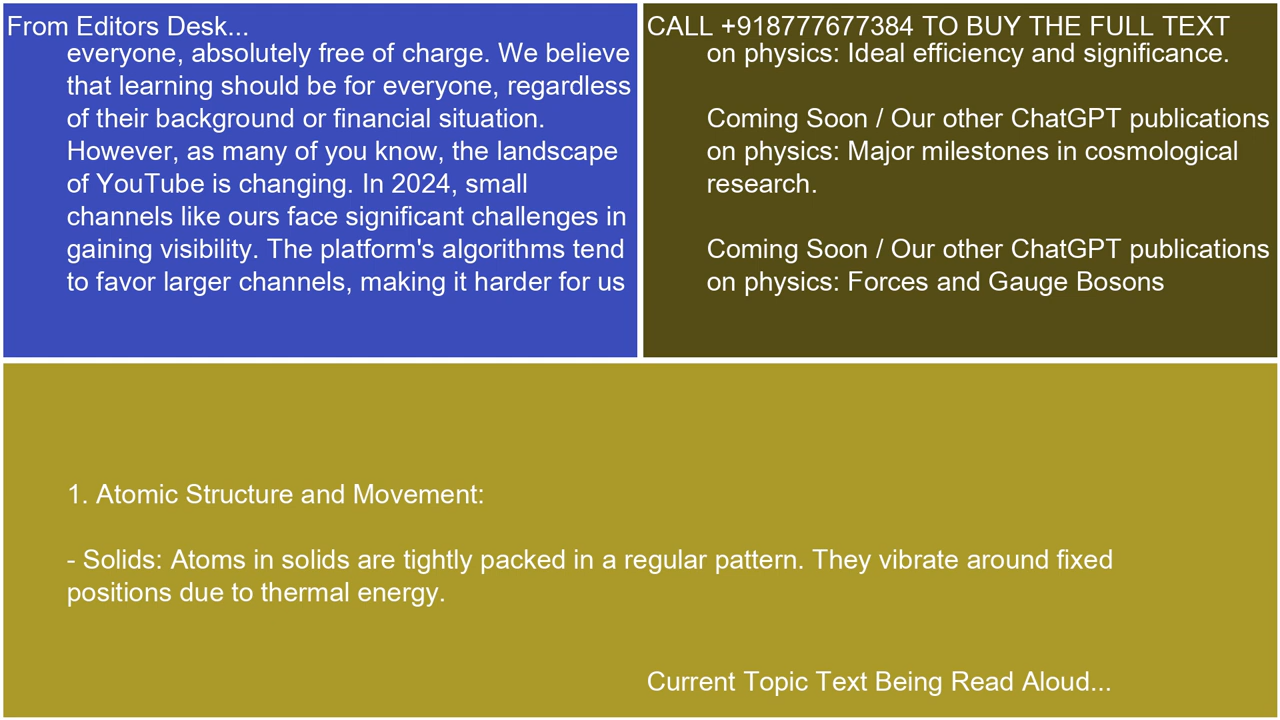 From Editors Desk...
everyone, absolutely free of charge. We believe
that learning should be for everyone, regardless
of their background or financial situation.
However, as many of you know, the landscape
of YouTube is changing. In 2024, small
channels like ours face significant challenges in
gaining visibility. The platform's algorithms tend
to favor larger channels, making it harder for us
CALL +918777677384 TO BUY THE FULL TEXT
on physics: Ideal efficiency and significance.
Coming Soon / Our other ChatGPT publications
on physics: Major milestones in cosmological
research.
Coming Soon / Our other ChatGPT publications
on physics: Forces and Gauge Bosons
1. Atomic Structure and Movement:
- Solids: Atoms in solids are tightly packed in a regular pattern. They vibrate around fixed
positions due to thermal energy.
Current Topic Text Being Read Aloud...